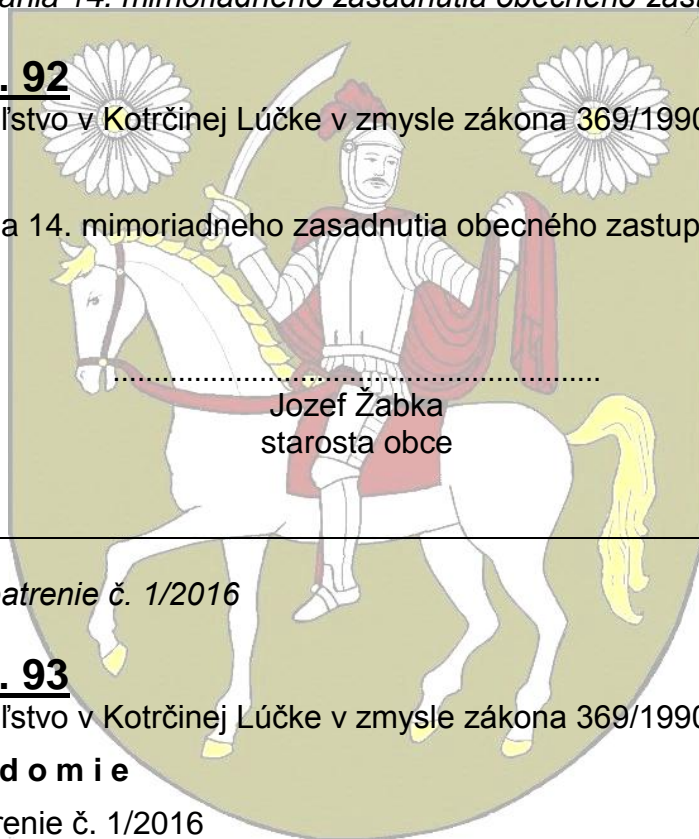 ania 14. mimoriadneho zasadnutia obecného zast
. 92
ľstvo v Kotrčinej Lúčke v zmysle zákona 369/1990
a 14. mimoriadneho zasadnutia obecného zastup
..........................................................
Jozef Žabka
starosta obce
atrenie č. 1/2016
. 93
ľstvo v Kotrčinej Lúčke v zmysle zákona 369/1990
d o m i e
renie č. 1/2016